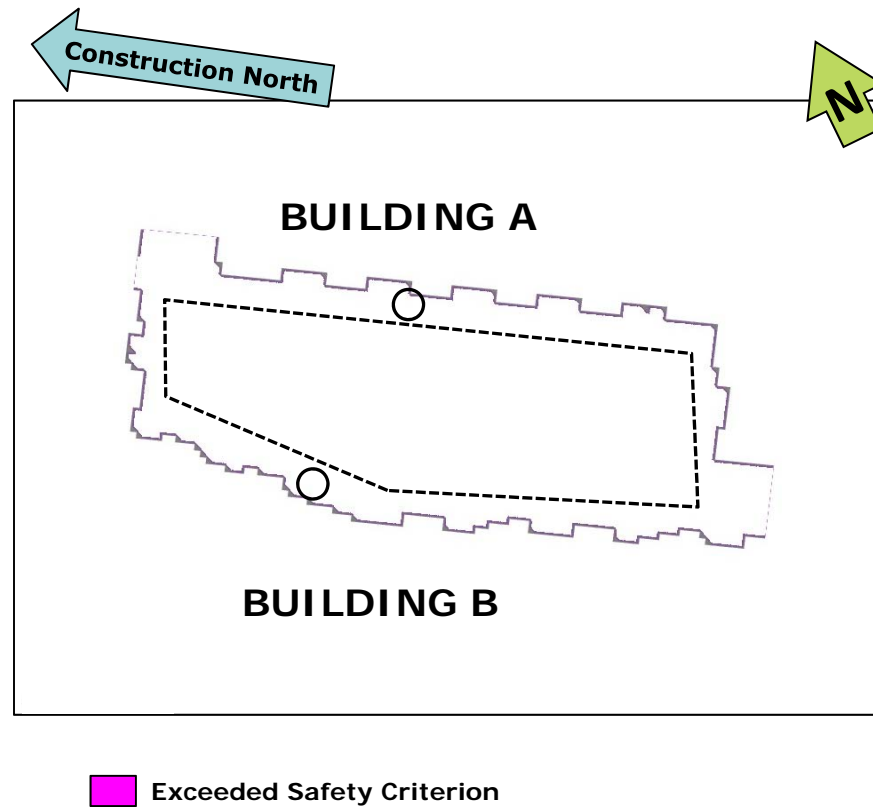 Construction North
N
BUILDING A
BUILDING B
Exceeded Safety Criterion